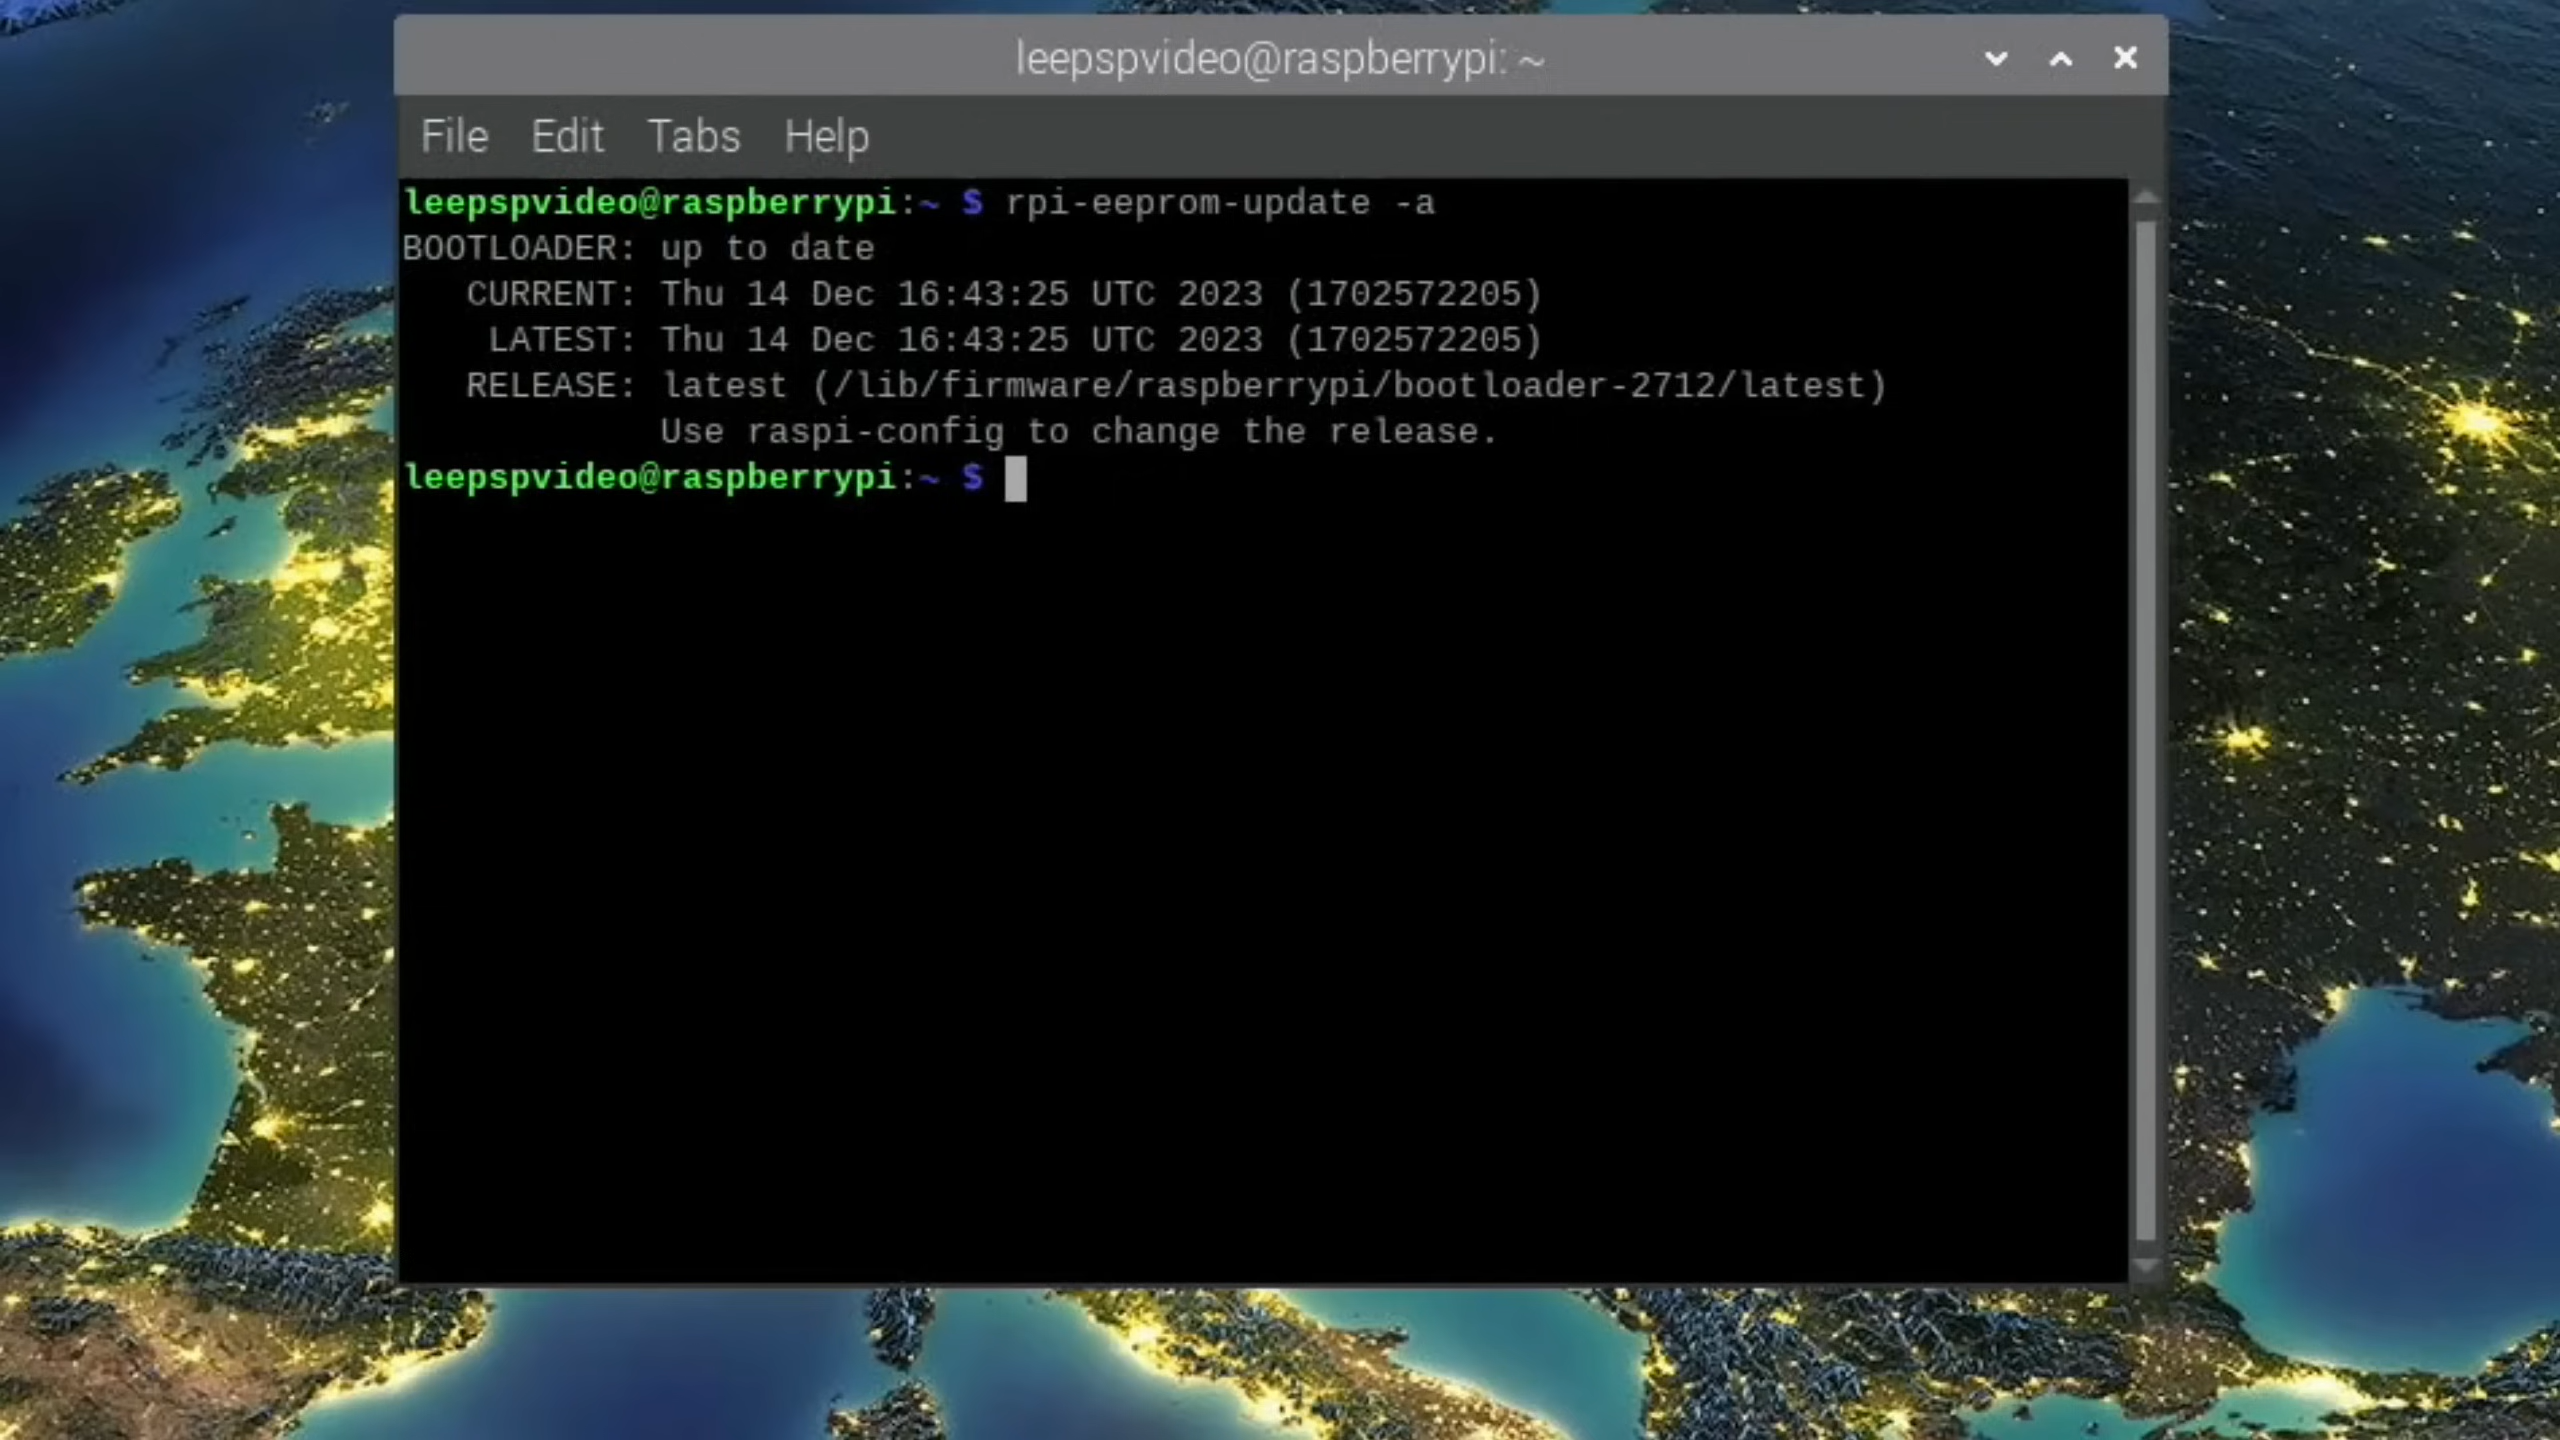 leepspvideo@raspberrypi: ~
File Edit Tabs Help
leepspvideo@raspberrypi:~ $ rpi-eeprom-update -a
BOOTLOADER: up to date
   CURRENT: Thu 14 Dec 16:43:25 UTC 2023 (1702572205)
    LATEST: Thu 14 Dec 16:43:25 UTC 2023 (1702572205)
   RELEASE: latest (/lib/firmware/raspberrypi/bootloader-2712/latest)
            Use raspi-config to change the release.
leepspvideo@raspberrypi:~ $